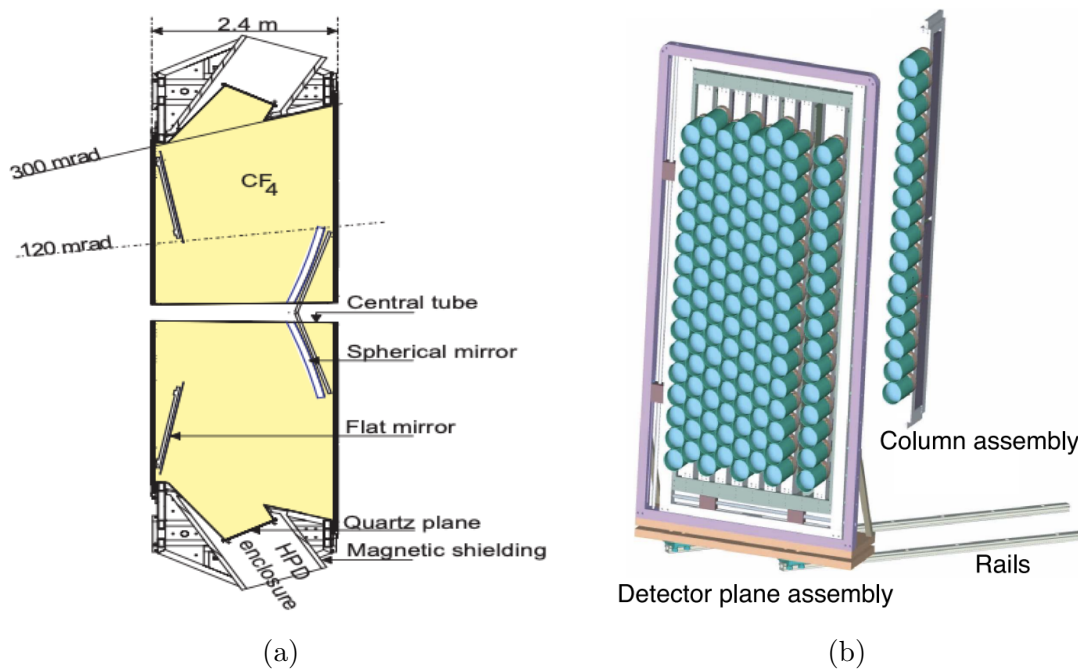 2.4 m
300 mrad
CF4
120 mrad
Central tube
Spherical mirror
Flat mirror
Quartz plane
Magnetic shielding
HPD
enclosure
(a)
Column assembly
Rails
Detector plane assembly
(b)